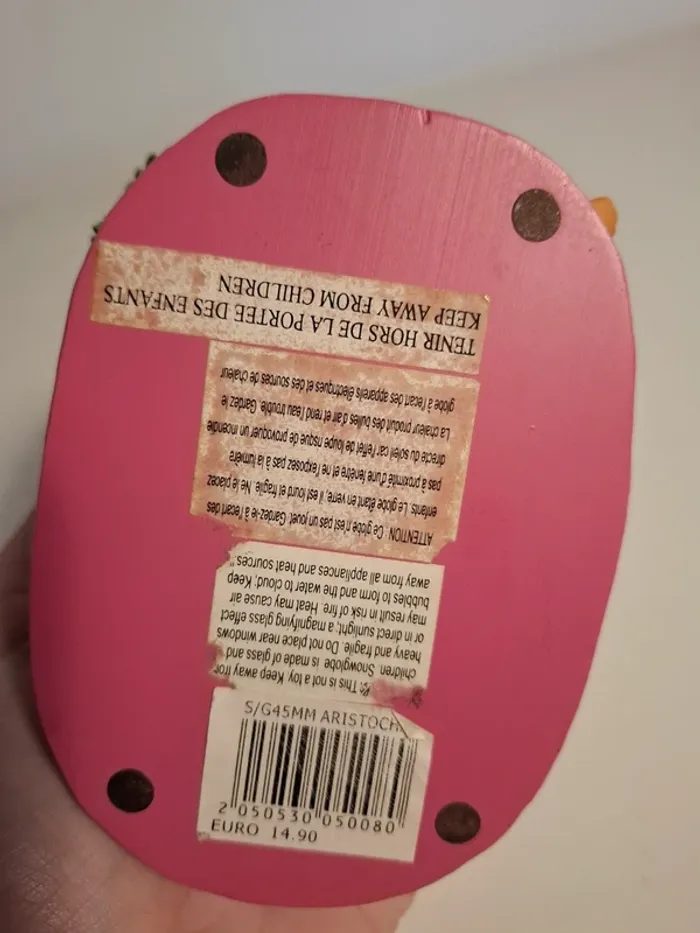 TENIR HORS DE LA PORTEE DES ENFANTS
KEEP AWAY FROM CHILDREN
ATTENTION : Ce globe n'est pas un jouet. Gardez-le à l'écart des
enfants. Le globe étant en verre, il est lourd et fragile. Ne le placez
pas à proximité d'une fenêtre et ne l'exposez pas à la lumière
directe du soleil car l'effet de loupe risque de provoquer un incendie
La chaleur produit des bulles d'air et rend l'eau trouble. Gardez le
globe à l'écart des appareils électriques et des sources de chaleur
This is not a toy. Keep away
children. Snowglobe is made of glass and
heavy and fragile. Do not place near windows
or in direct sunlight, a magnifying glass effect
may result in risk of fire. Heat may cause air
bubbles to form and the water to cloud; Keep
away from all appliances and heat sources."
S/G45MM ARISTOCH
2 050530 050080
EURO 14.90